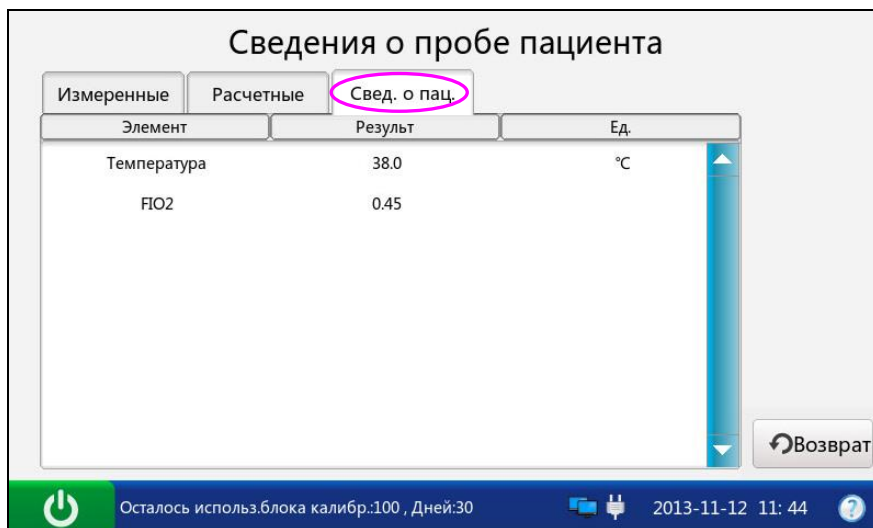 Сведения о пробе пациента
Измеренные Расчетные Свед. о пац.
Элемент Результ Ед.
Температура 38.0 °C
FIO2 0.45
Возврат
Осталось использ.блока калибр.:100 , Дней:30 2013-11-12 11: 44 ?